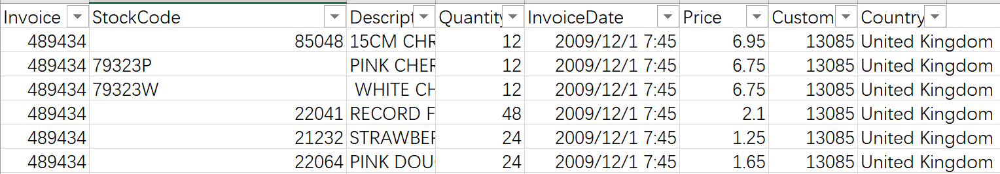 Invoice StockCode Descript Quantity InvoiceDate Price Custom Country
489434 85048 15CM CHR 12 2009/12/1 7:45 6.95 13085 United Kingdom
489434 79323P PINK CHER 12 2009/12/1 7:45 6.75 13085 United Kingdom
489434 79323W WHITE CH 12 2009/12/1 7:45 6.75 13085 United Kingdom
489434 22041 RECORD F 48 2009/12/1 7:45 2.1 13085 United Kingdom
489434 21232 STRAWBER 24 2009/12/1 7:45 1.25 13085 United Kingdom
489434 22064 PINK DOU 24 2009/12/1 7:45 1.65 13085 United Kingdom